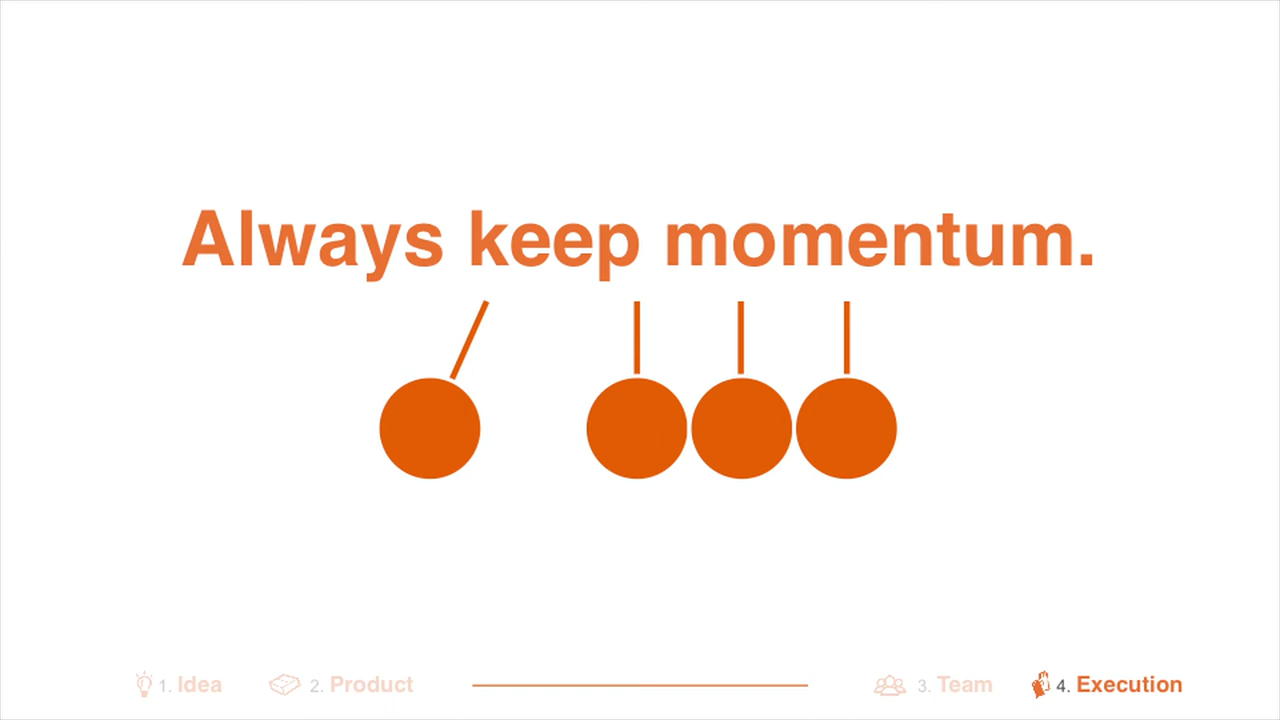 Always keep momentum.
1. Idea
2. Product
3. Team
4. Execution